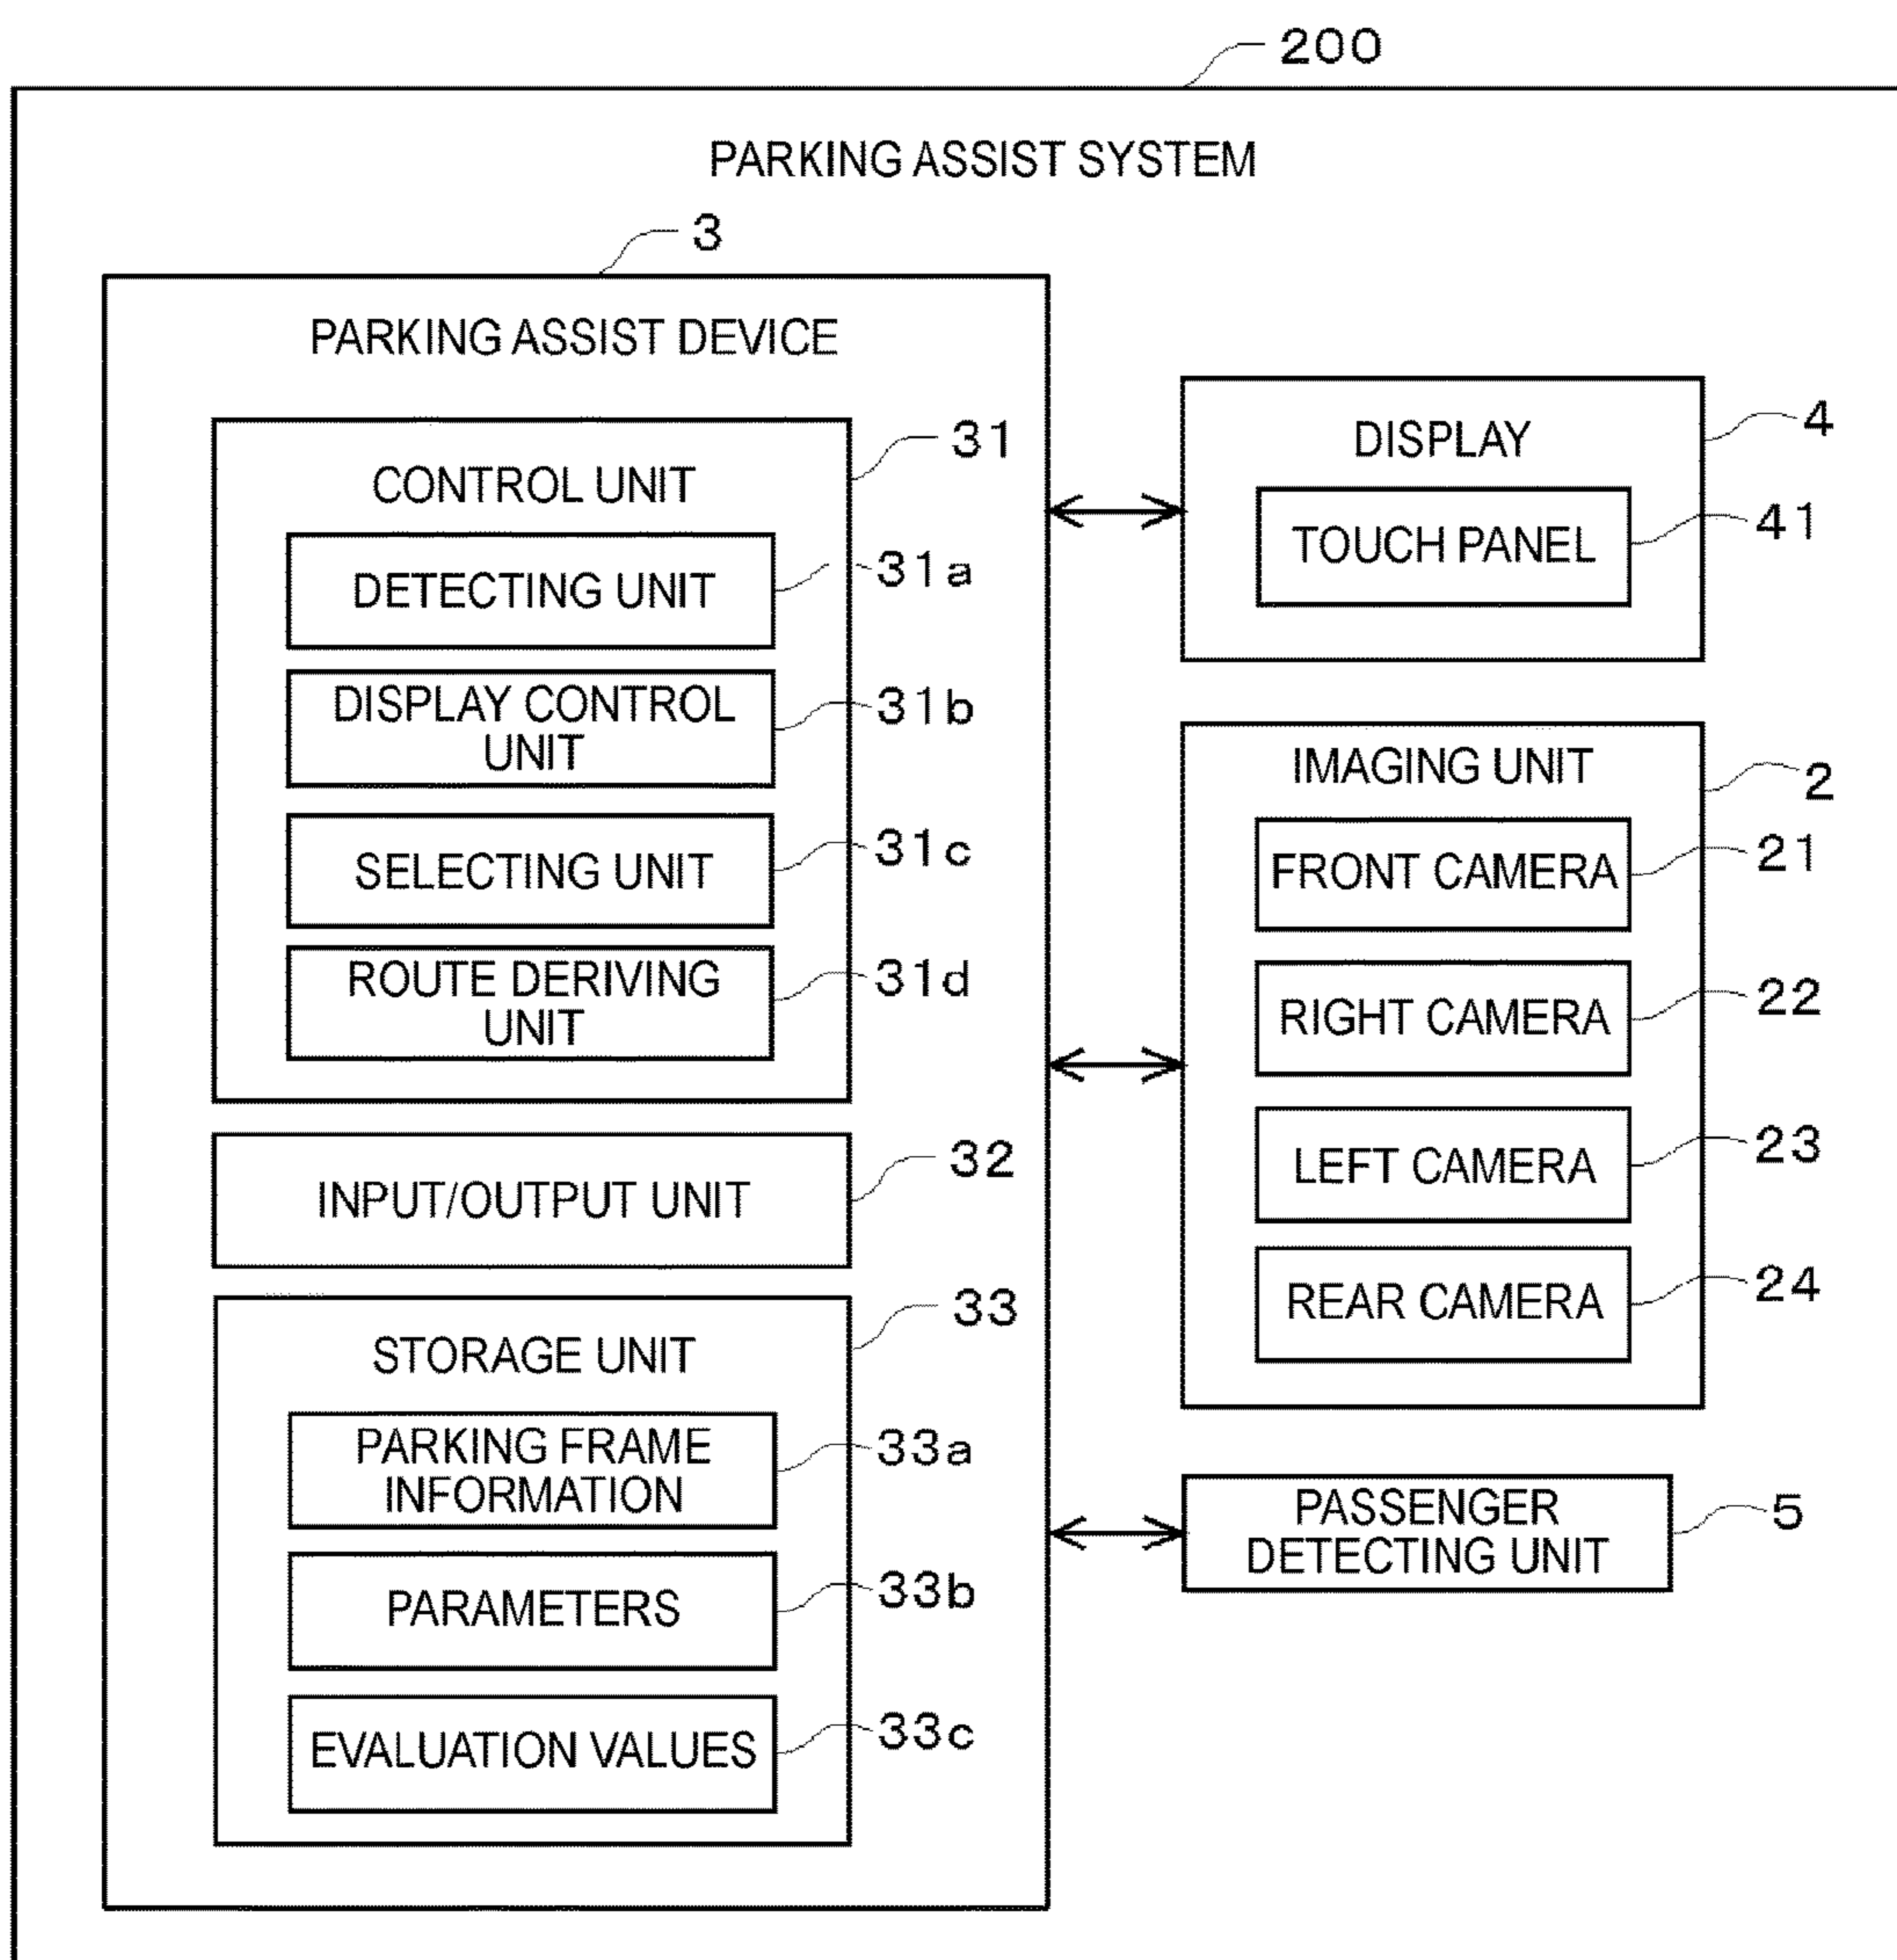 200
PARKING ASSIST SYSTEM
3
PARKING ASSIST DEVICE
31
CONTROL UNIT
DETECTING UNIT
31a
DISPLAY CONTROL
UNIT
31b
SELECTING UNIT
31c
ROUTE DERIVING
UNIT
31d
INPUT/OUTPUT UNIT
32
33
STORAGE UNIT
PARKING FRAME
INFORMATION
33a
PARAMETERS
33b
EVALUATION VALUES
33c
DISPLAY
4
TOUCH PANEL
41
IMAGING UNIT
2
FRONT CAMERA
21
RIGHT CAMERA
22
LEFT CAMERA
23
REAR CAMERA
24
PASSENGER
DETECTING UNIT
5